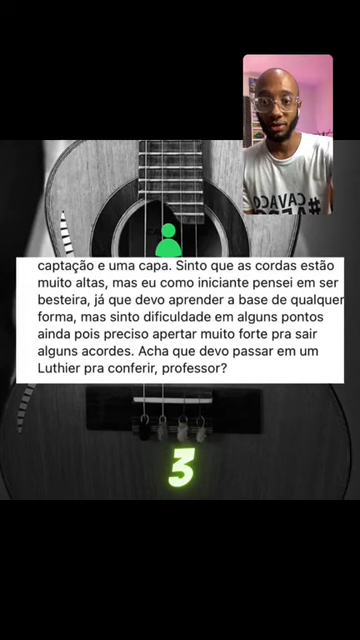 CAVACO
captação e uma capa. Sinto que as cordas estão
muito altas, mas eu como iniciante pensei em ser
besteira, já que devo aprender a base de qualquer
forma, mas sinto dificuldade em alguns pontos
ainda pois preciso apertar muito forte pra sair
alguns acordes. Acha que devo passar em um
Luthier pra conferir, professor?
3